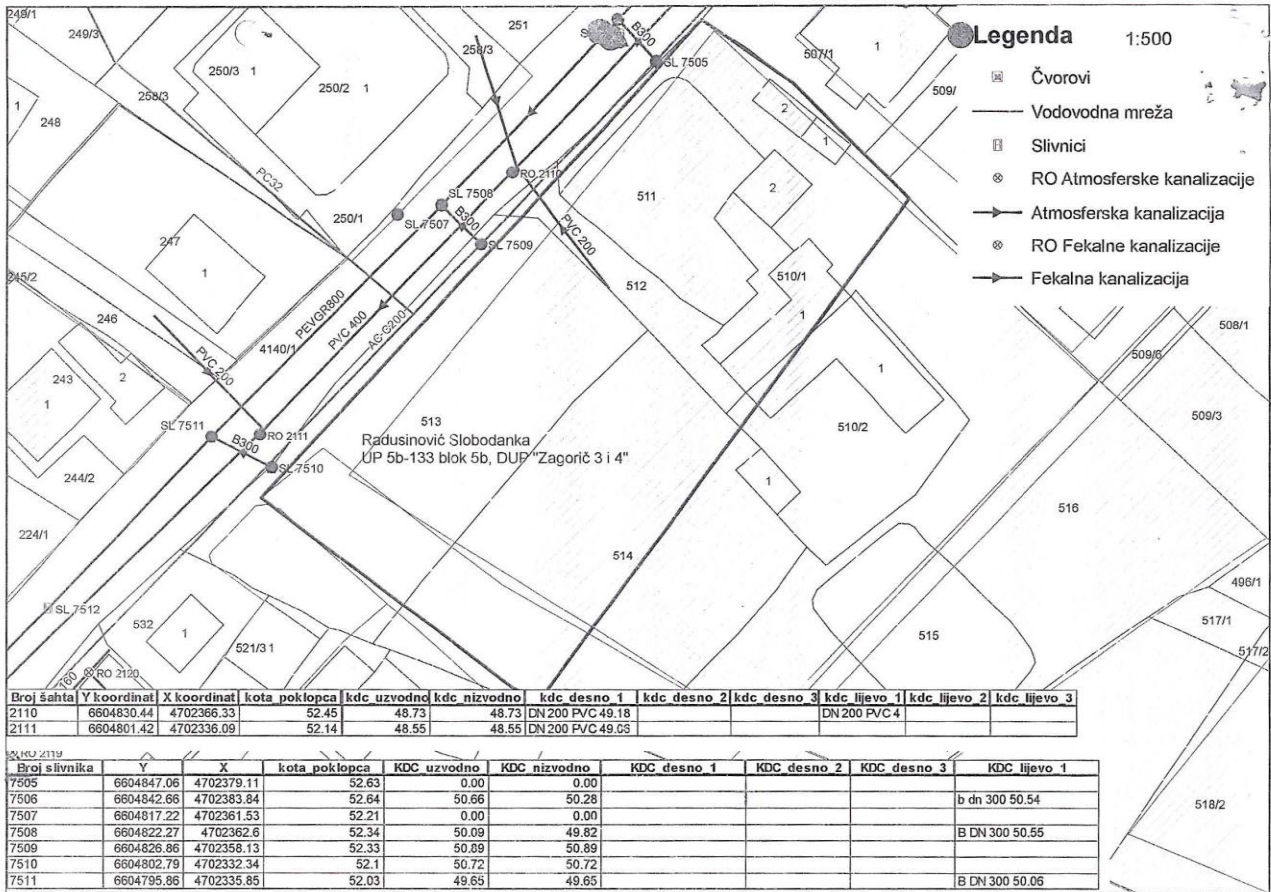 Legenda 1:500
Čvorovi
Vodovodna mreža
Slivnici
RO Atmosferske kanalizacije
Atmosferska kanalizacija
RO Fekalne kanalizacije
Fekalna kanalizacija
249/1
249/3
251
258/3
B300
SL 7505
507/1
1
509/
250/3 1
250/2 1
258/3
1
248
PC32
2
1
2
511
RO 2110
SL 7508
250/1
SL 7507
B300
SL 7509
PVC 200
247
1
245/2
512
510/1
1
PEVGR800
PVC 400
AC-C200
246
4140/1
PVC 200
508/1
509/6
243
2
1
1
509/3
SL 7511
B300
RO 2111
SL 7510
513
Radusinović Slobodanka
UP 5b-133 blok 5b, DUP "Zagorič 3 i 4"
510/2
244/2
1
516
224/1
514
496/1
SL 7512
532
1
521/3 1
515
517/1
517/2
160
RO 2120
518/2
Broj šahta Y koordinat X koordinat kota_poklopca kdc_uzvodno kdc_nizvodno kdc_desno_1 kdc_desno_2 kdc_desno_3 kdc_lijevo_1 kdc_lijevo_2 kdc_lijevo_3
2110 6604830.44 4702366.33 52.45 48.73 48.73 DN 200 PVC 49.18 DN 200 PVC 4
2111 6604801.42 4702336.09 52.14 48.55 48.55 DN 200 PVC
RO 2119
Broj slivnika Y X kota_poklopca KDC_uzvodno KDC_nizvodno KDC_desno_1 KDC_desno_2 KDC_desno_3 KDC_lijevo_1
7505 6604847.06 4702379.11 52.63 0.00 0.00
7506 6604842.66 4702383.84 52.64 50.66 50.28 b dn 300 50.54
7507 6604817.22 4702361.53 52.21 0.00 0.00
7508 6604822.27 4702362.6 52.34 50.09 49.82 B DN 300 50.55
7509 6604826.86 4702358.13 52.33 50.89 50.89
7510 6604802.79 4702332.34 52.1 50.72 50.72
7511 6604795.86 4702335.85 52.03 49.65 49.65 B DN 300 50.06